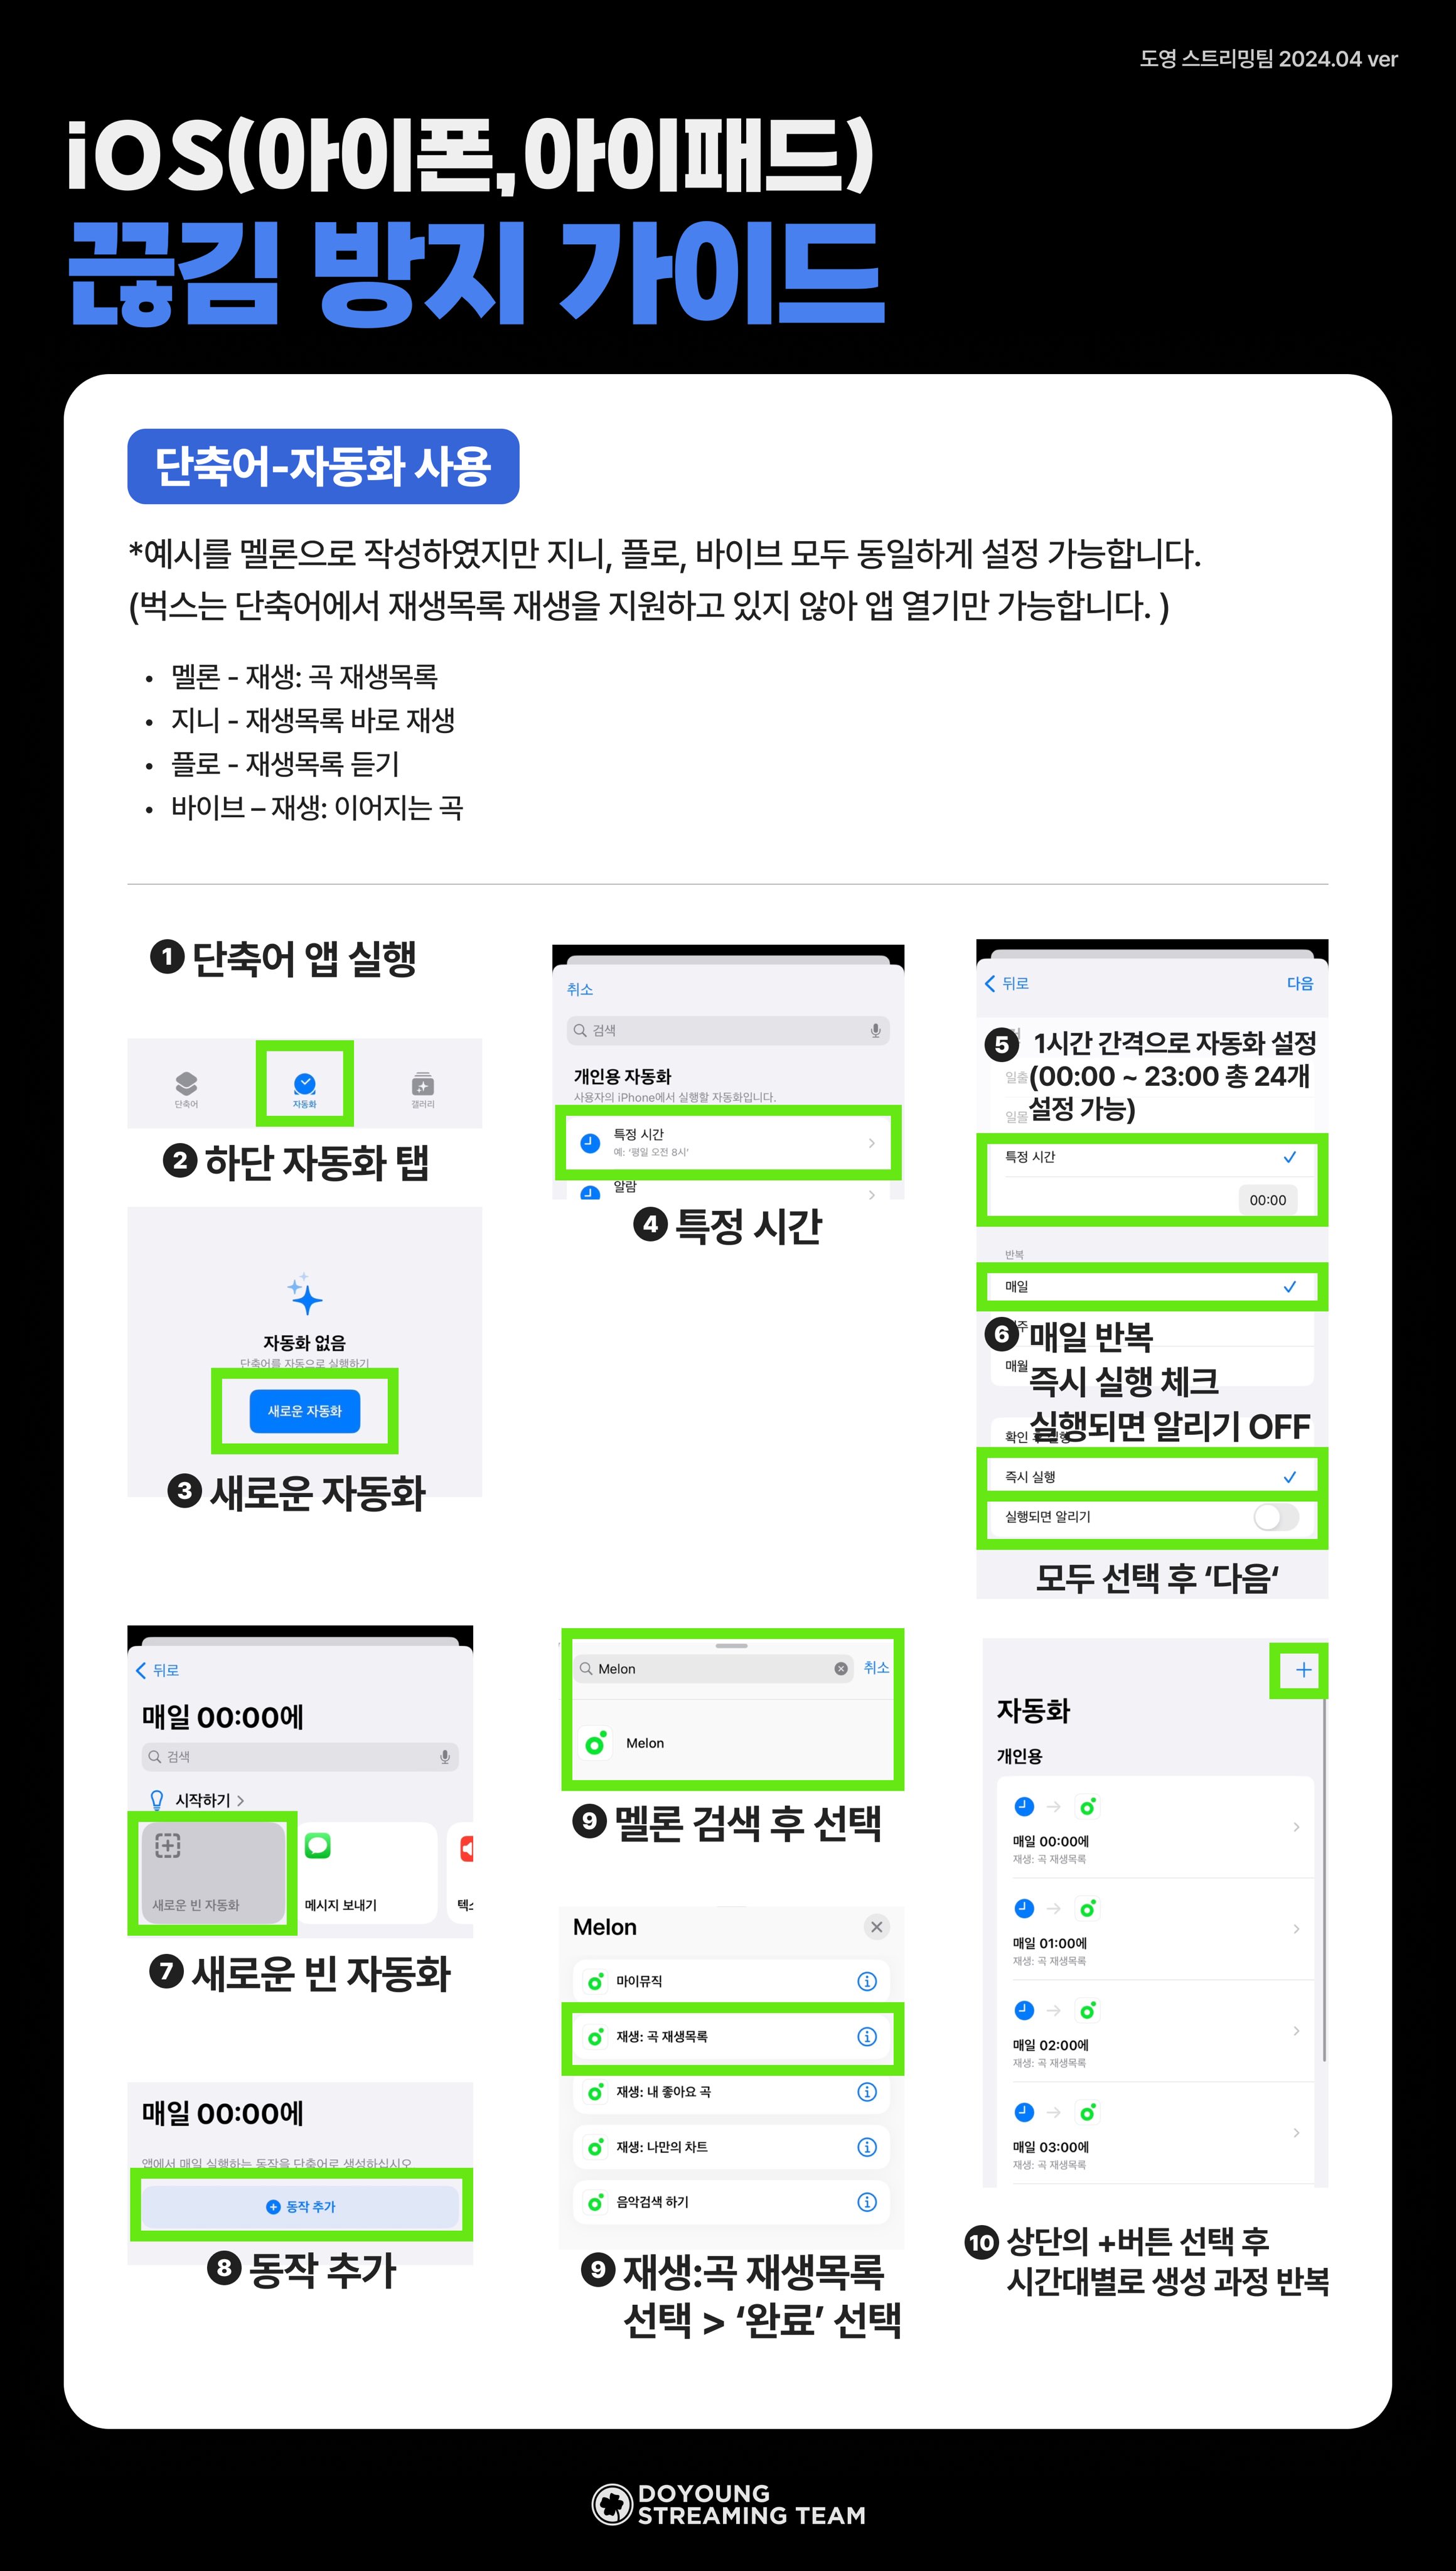 도영 스트리밍팀 2024.04 ver
iOS(아이폰,아이패드)
끊김 방지 가이드
단축어-자동화 사용
*예시를 멜론으로 작성하였지만 지니, 플로, 바이브 모두 동일하게 설정 가능합니다.
(벅스는 단축어에서 재생목록 재생을 지원하고 있지 않아 앱 열기만 가능합니다. )
• 멜론 - 재생: 곡 재생목록
• 지니 - 재생목록 바로 재생
• 플로 - 재생목록 듣기
• 바이브 – 재생: 이어지는 곡
1 단축어 앱 실행
단축어
자동화
갤러리
2 하단 자동화 탭
자동화 없음
단축어를 자동으로 실행하기
새로운 자동화
3 새로운 자동화
취소
검색
개인용 자동화
사용자의 iPhone에서 실행할 자동화입니다.
특정 시간
예: '평일 오전 8시'
알람
4 특정 시간
뒤로
다음
5 1시간 간격으로 자동화 설정
일출
(00:00 ~ 23:00 총 24개
일몰
설정 가능)
특정 시간
00:00
반복
매일
6 매일 반복
매월
즉시 실행 체크
실행되면 알리기 OFF
확인 후 실행
즉시 실행
실행되면 알리기
모두 선택 후 ‘다음‘
뒤로
매일 00:00에
검색
시작하기
새로운 빈 자동화
메시지 보내기
텍스
7 새로운 빈 자동화
매일 00:00에
앱에서 매일 실행하는 동작을 단축어로 생성하십시오
동작 추가
8 동작 추가
Melon
취소
Melon
9 멜론 검색 후 선택
Melon
마이뮤직
재생: 곡 재생목록
재생: 내 좋아요 곡
재생: 나만의 차트
음악검색 하기
9 재생:곡 재생목록
선택 > ‘완료’ 선택
자동화
개인용
매일 00:00에
재생: 곡 재생목록
매일 01:00에
재생: 곡 재생목록
매일 02:00에
재생: 곡 재생목록
매일 03:00에
재생: 곡 재생목록
10 상단의 +버튼 선택 후
시간대별로 생성 과정 반복
DOYOUNG
STREAMING TEAM